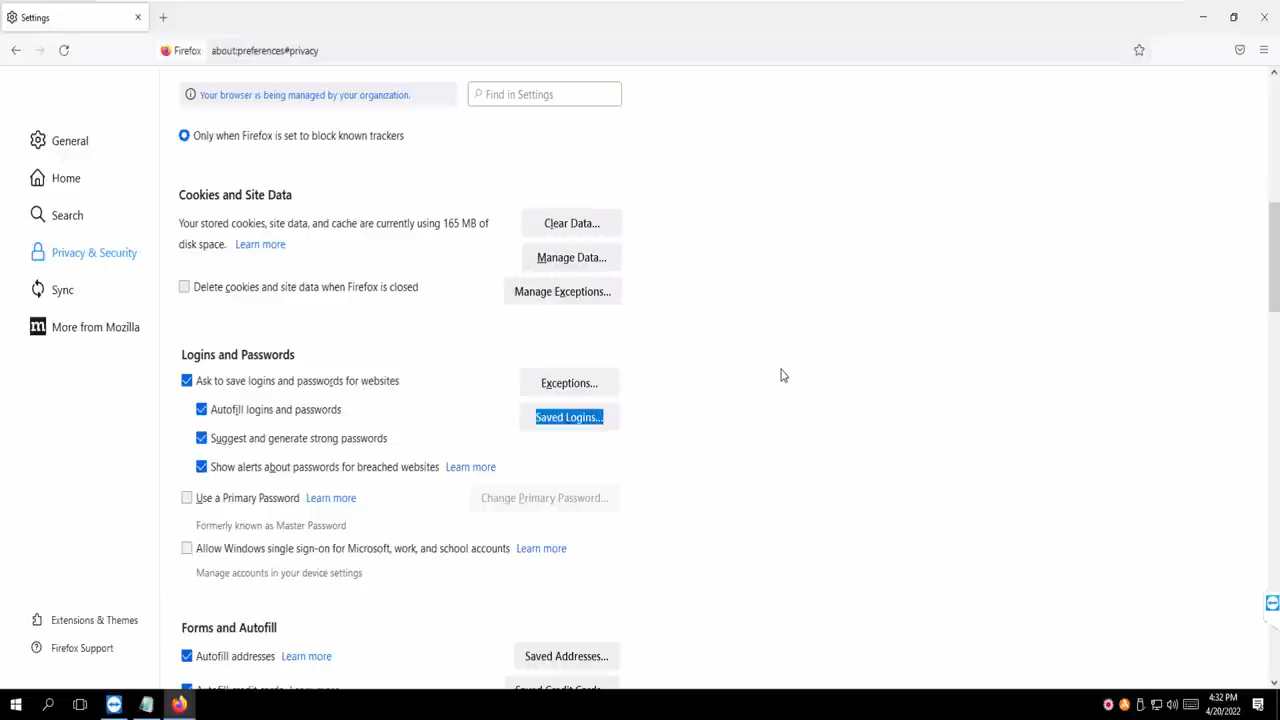 Settings
Firefox
about:preferences#privacy
Your browser is being managed by your organization.
Find in Settings
Only when Firefox is set to block known trackers
General
Home
Search
Privacy & Security
Sync
More from Mozilla
Extensions & Themes
Firefox Support
Cookies and Site Data
Your stored cookies, site data, and cache are currently using 165 MB of
disk space. Learn more
Clear Data...
Manage Data...
Delete cookies and site data when Firefox is closed
Manage Exceptions...
Logins and Passwords
Ask to save logins and passwords for websites
Exceptions...
Autofill logins and passwords
Saved Logins...
Suggest and generate strong passwords
Show alerts about passwords for breached websites Learn more
Use a Primary Password Learn more
Change Primary Password...
Formerly known as Master Password
Allow Windows single sign-on for Microsoft, work, and school accounts Learn more
Manage accounts in your device settings
Forms and Autofill
Autofill addresses Learn more
Saved Addresses...
Autofill credit cards Learn more
Saved Credit Cards...
4:32 PM
4/20/2022